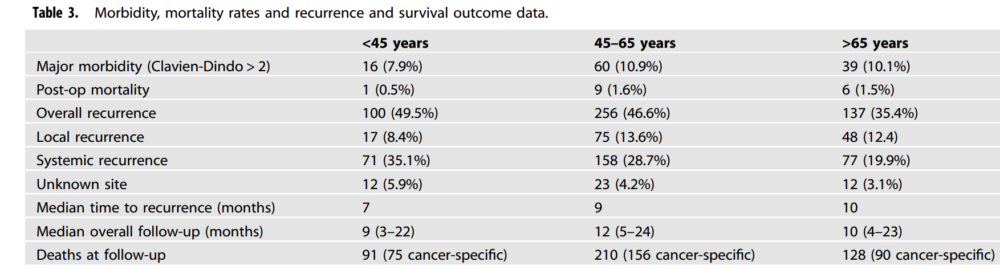 Table 3. Morbidity, mortality rates and recurrence and survival outcome data.
<45 years 45–65 years >65 years
Major morbidity (Clavien-Dindo > 2) 16 (7.9%) 60 (10.9%) 39 (10.1%)
Post-op mortality 1 (0.5%) 9 (1.6%) 6 (1.5%)
Overall recurrence 100 (49.5%) 256 (46.6%) 137 (35.4%)
Local recurrence 17 (8.4%) 75 (13.6%) 48 (12.4)
Systemic recurrence 71 (35.1%) 158 (28.7%) 77 (19.9%)
Unknown site 12 (5.9%) 23 (4.2%) 12 (3.1%)
Median time to recurrence (months) 7 9 10
Median overall follow-up (months) 9 (3–22) 12 (5–24) 10 (4–23)
Deaths at follow-up 91 (75 cancer-specific) 210 (156 cancer-specific) 128 (90 cancer-specific)